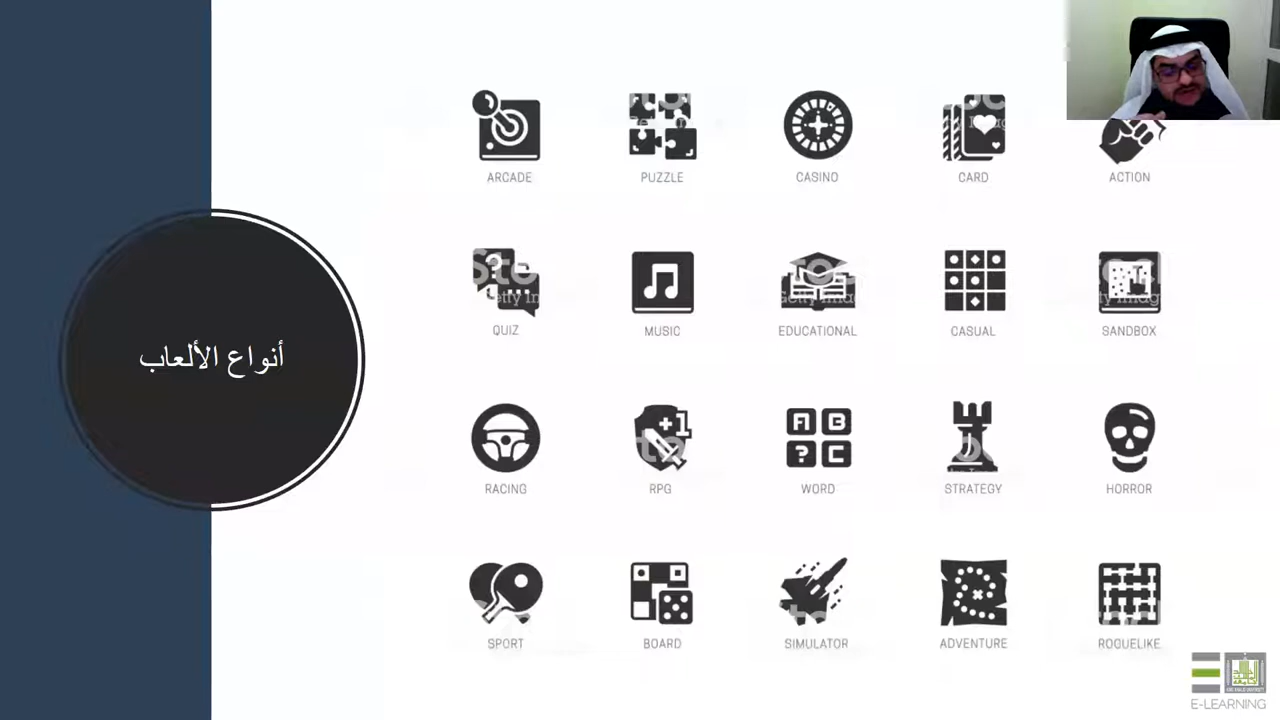 أنواع الألعاب
ARCADE
PUZZLE
CASINO
CARD
ACTION
QUIZ
MUSIC
EDUCATIONAL
CASUAL
SANDBOX
RACING
RPG
+1
WORD
A B
? C
STRATEGY
HORROR
SPORT
BOARD
SIMULATOR
ADVENTURE
ROGUELIKE
E-LEARNING